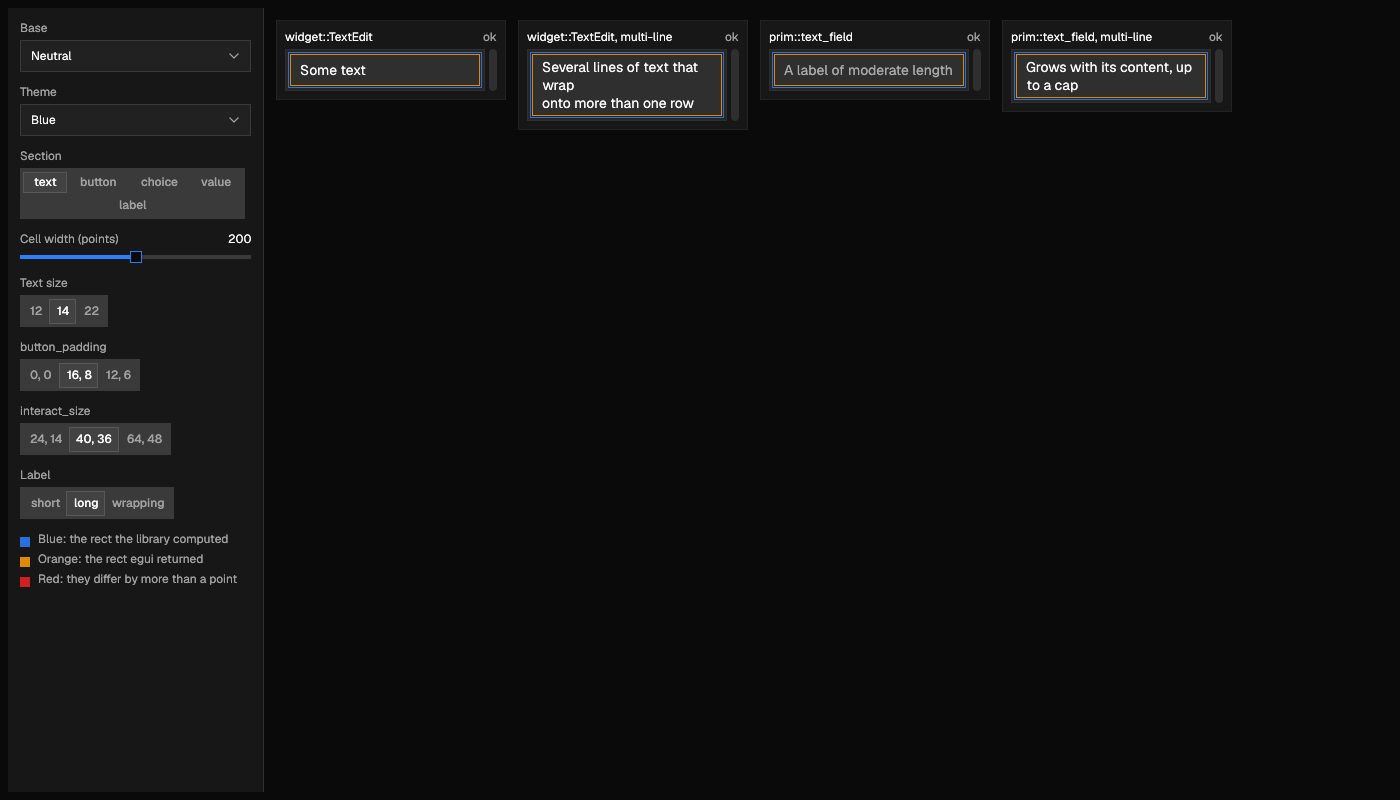 Base
Neutral
Theme
Blue
Section
text button choice value
label
Cell width (points) 200
Text size
12 14 22
button_padding
0, 0 16, 8 12, 6
interact_size
24, 14 40, 36 64, 48
Label
short long wrapping
Blue: the rect the library computed
Orange: the rect egui returned
Red: they differ by more than a point
widget::TextEdit ok
Some text
widget::TextEdit, multi-line ok
Several lines of text that
wrap
onto more than one row
prim::text_field ok
A label of moderate length
prim::text_field, multi-line ok
Grows with its content, up
to a cap